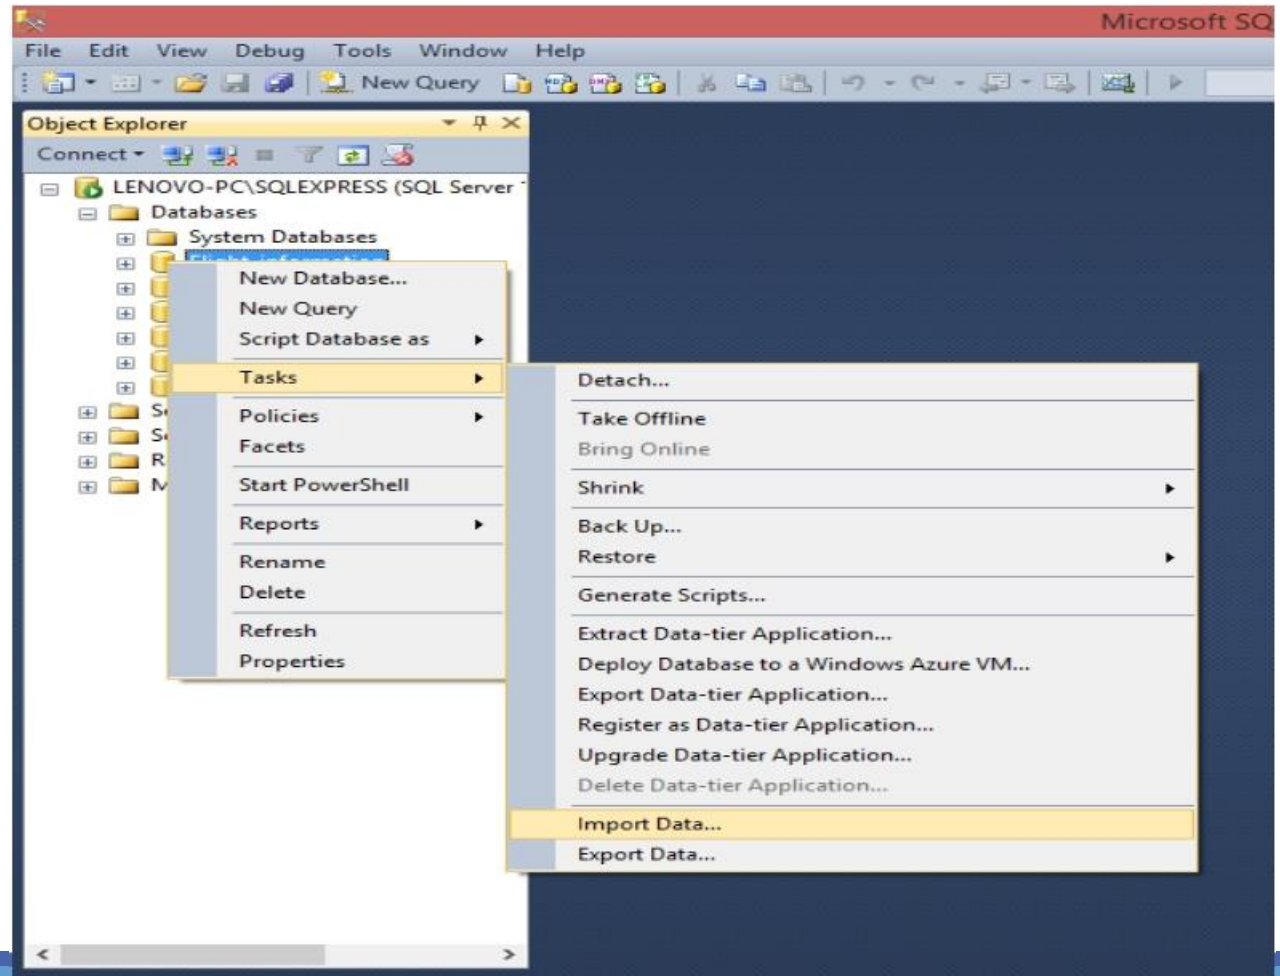 Microsoft SQ
File Edit View Debug Tools Window Help
New Query
Object Explorer
Connect
LENOVO-PC\SQLEXPRESS (SQL Server
Databases
System Databases
Flight_information
New Database...
New Query
Script Database as
Tasks
Policies
Facets
Start PowerShell
Reports
Rename
Delete
Refresh
Properties
Detach...
Take Offline
Bring Online
Shrink
Back Up...
Restore
Generate Scripts...
Extract Data-tier Application...
Deploy Database to a Windows Azure VM...
Export Data-tier Application...
Register as Data-tier Application...
Upgrade Data-tier Application...
Delete Data-tier Application...
Import Data...
Export Data...